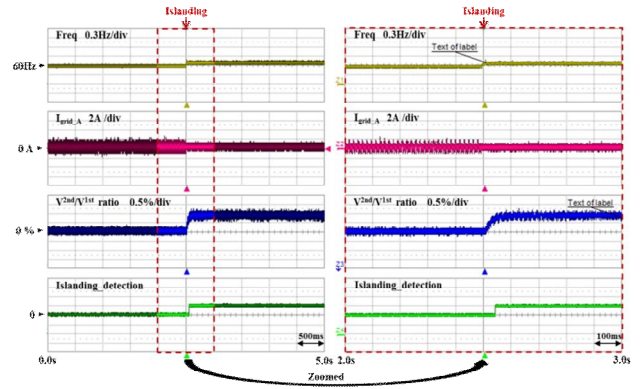 Islanding
Islanding
Freq 0.3Hz/div
Freq 0.3Hz/div
Text of label
60Hz
Igrid_A 2A /div
Igrid_A 2A /div
0 A
V2nd/V1st ratio 0.5%/div
V2nd/V1st ratio 0.5%/div
Text of label
0 %
Islanding_detection
Islanding_detection
0
500ms
100ms
0.0s
5.0s
2.0s
3.0s
Zoomed